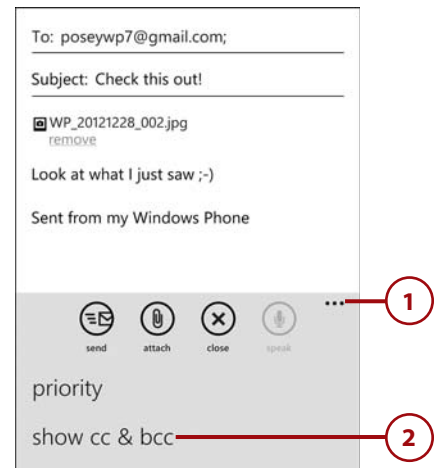 To: poseywp7@gmail.com;
Subject: Check this out!
WP_20121228_002.jpg
remove
Look at what I just saw ;-)
Sent from my Windows Phone
...
1
send attach close speak
priority
show cc & bcc
2